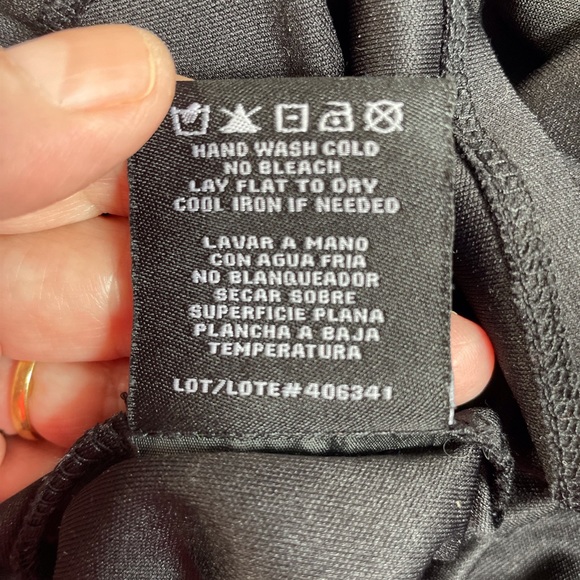 HAND WASH COLD
NO BLEACH
LAY FLAT TO DRY
COOL IRON IF NEEDED
LAVAR A MANO
CON AGUA FRIA
NO BLANQUEADOR
SECAR SOBRE
SUPERFICIE PLANA
PLANCHA A BAJA
TEMPERATURA
LOT/LOTE#406341